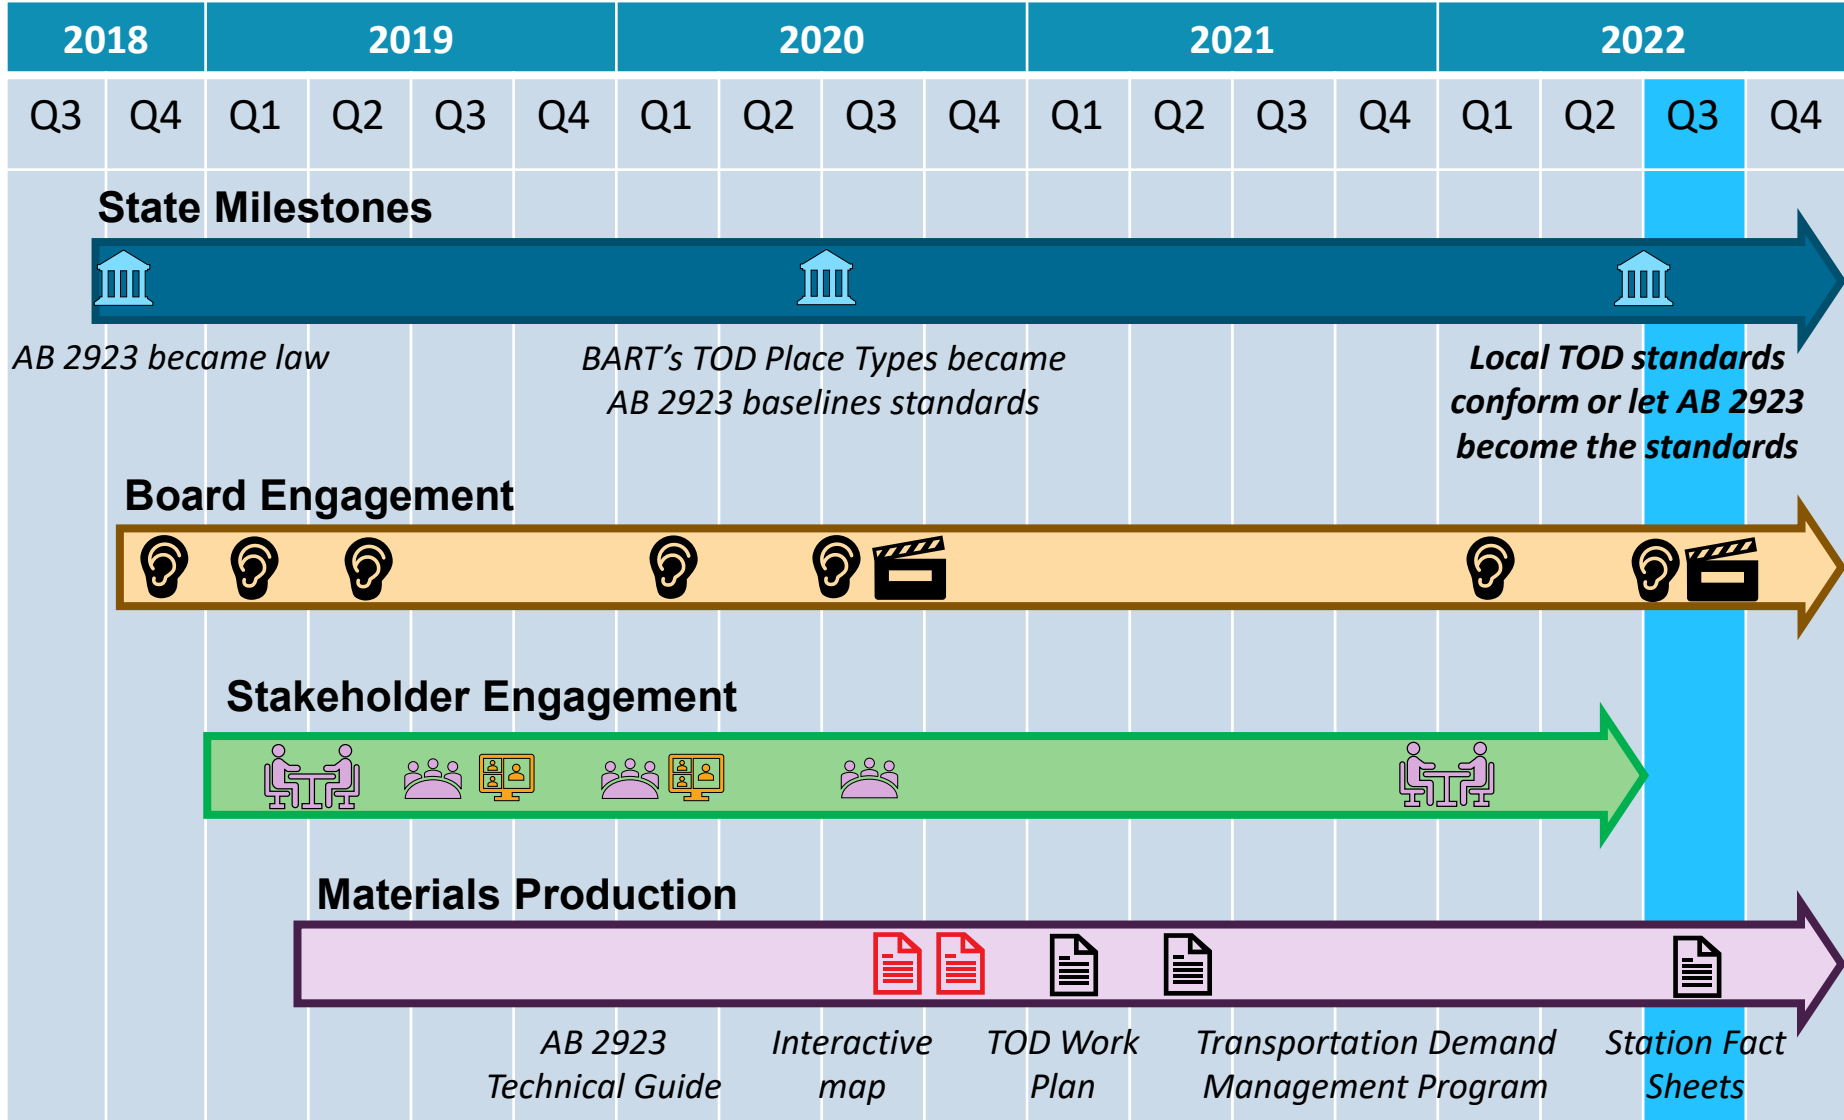 2018 2019 2020 2021 2022
Q3 Q4 Q1 Q2 Q3 Q4 Q1 Q2 Q3 Q4 Q1 Q2 Q3 Q4 Q1 Q2 Q3 Q4
State Milestones
AB 2923 became law
BART’s TOD Place Types became
AB 2923 baselines standards
Local TOD standards
conform or let AB 2923
become the standards
Board Engagement
Stakeholder Engagement
Materials Production
AB 2923
Technical Guide
Interactive
map
TOD Work
Plan
Transportation Demand
Management Program
Station Fact
Sheets